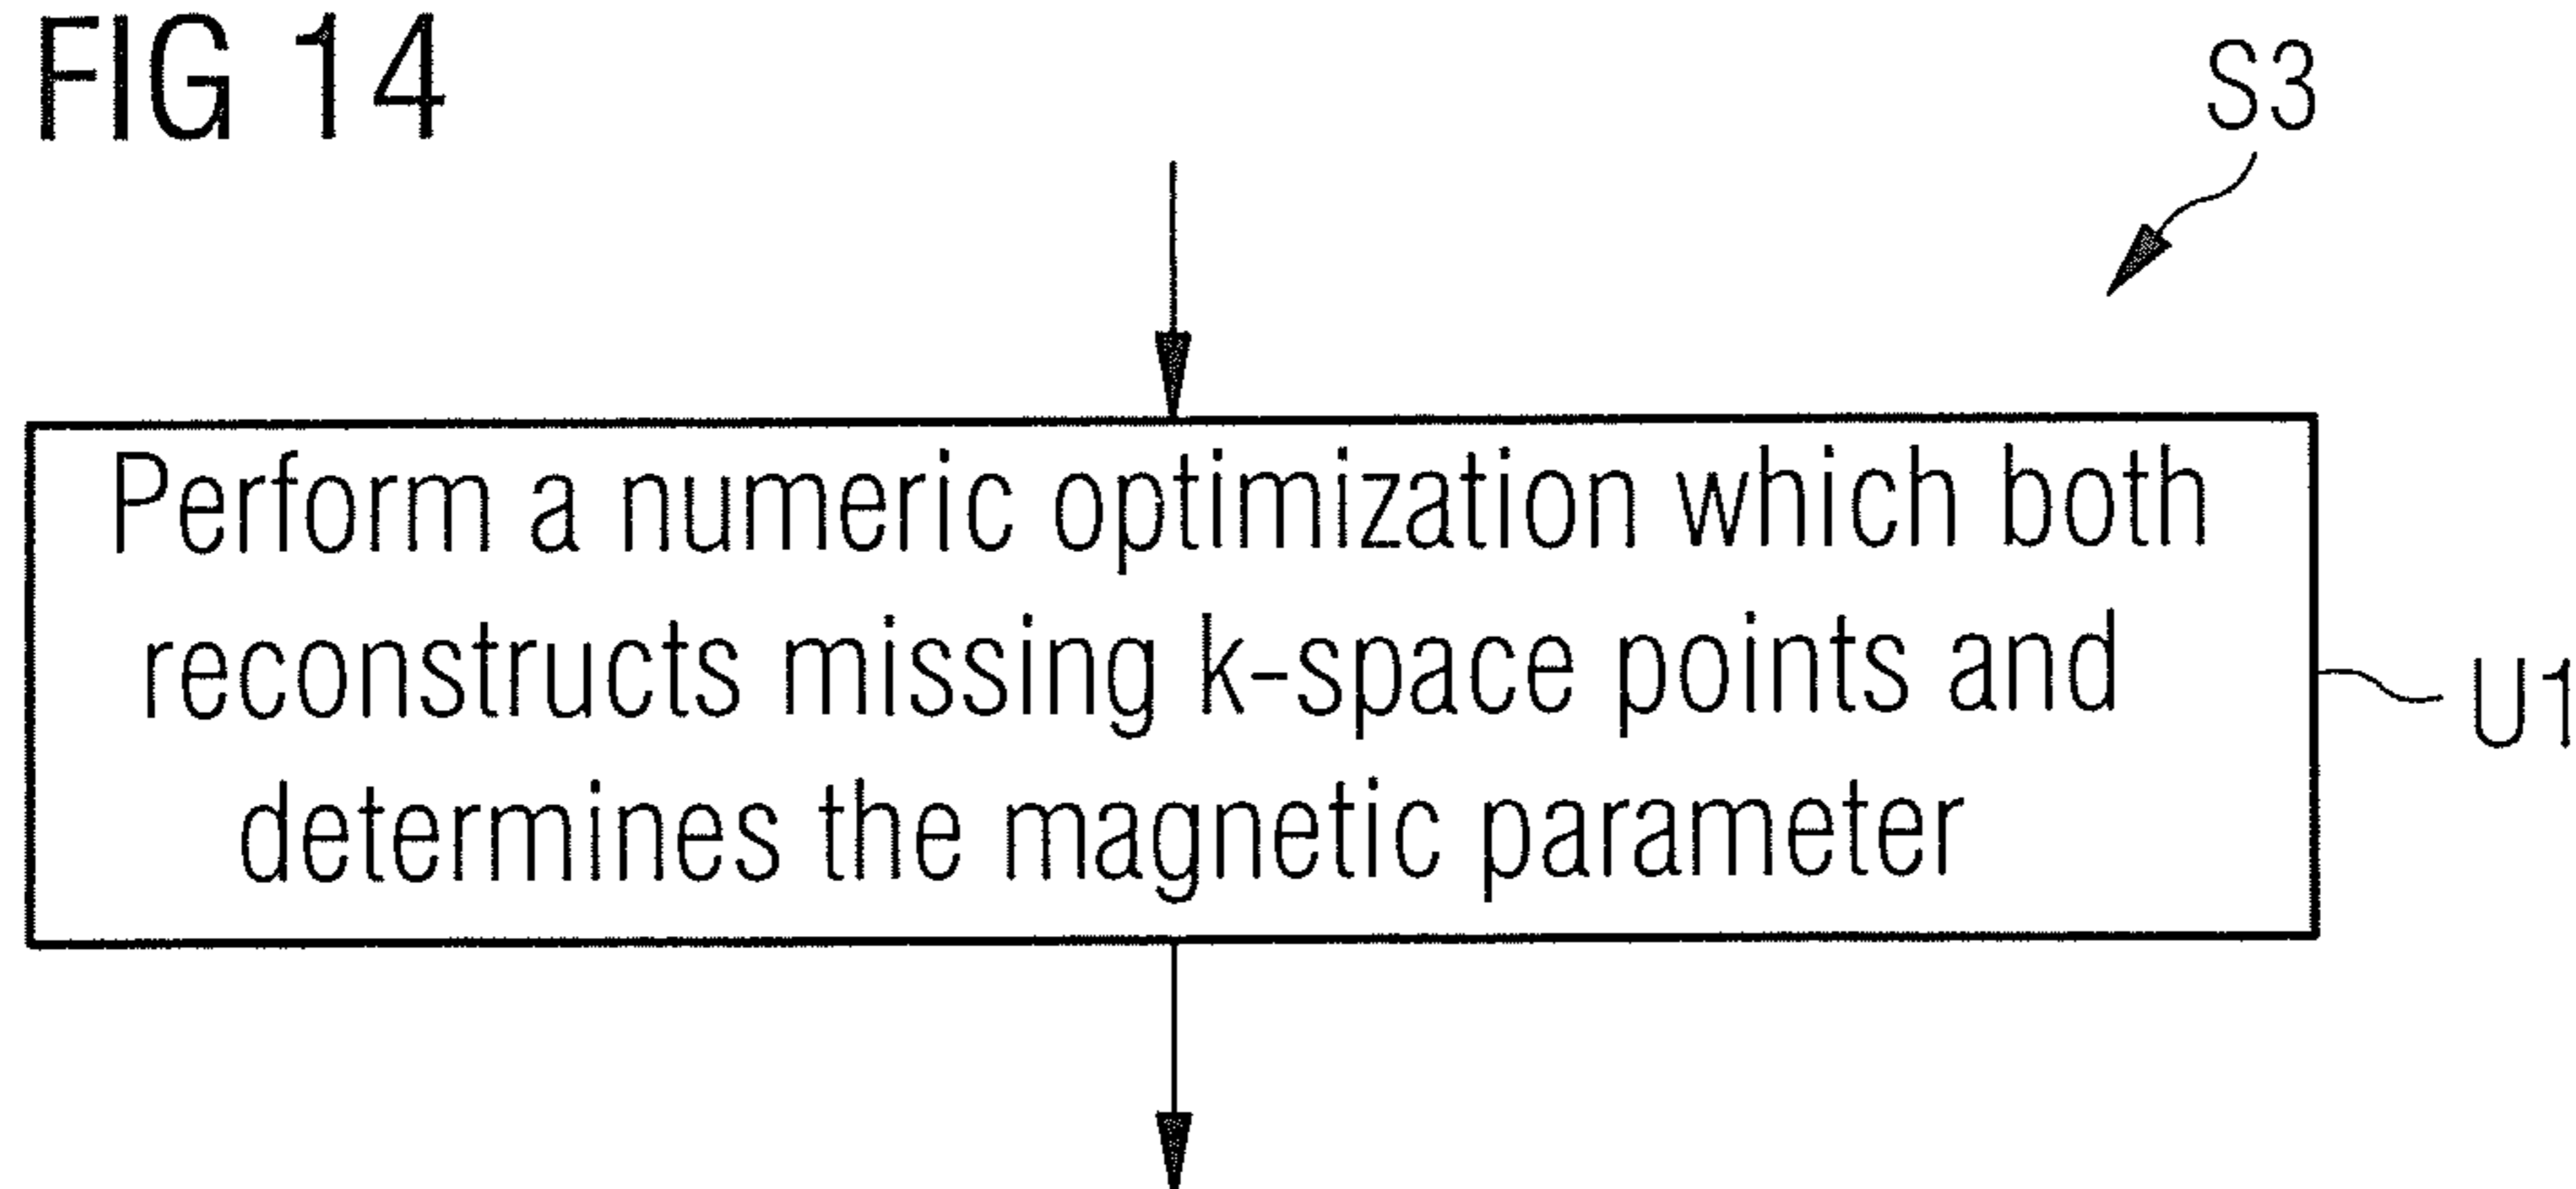 FIG 14
S3
Perform a numeric optimization which both
reconstructs missing k-space points and
determines the magnetic parameter
U1